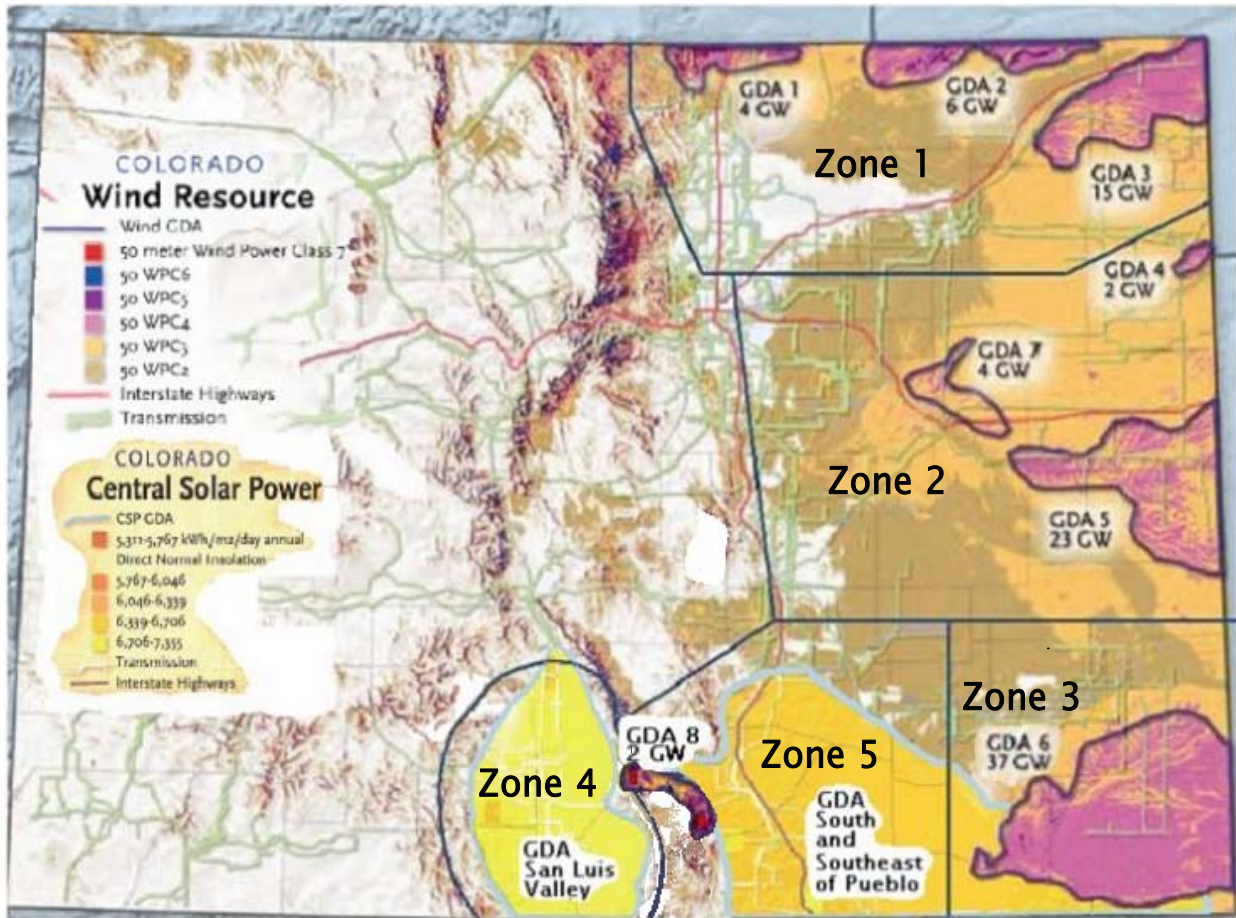 COLORADO
Wind Resource
Wind GDA
50 meter Wind Power Class 7
50 WPC6
50 WPC5
50 WPC4
50 WPC3
50 WPC2
Interstate Highways
Transmission
COLORADO
Central Solar Power
CSP GDA
5,311-5,767 kWh/m2/day annual
Direct Normal Insolation
5,767-6,046
6,046-6,339
6,339-6,706
6,706-7,355
Transmission
Interstate Highways
GDA 1
4 GW
GDA 2
6 GW
Zone 1
GDA 3
15 GW
GDA 4
2 GW
GDA 7
4 GW
Zone 2
GDA 5
23 GW
Zone 3
GDA 6
37 GW
GDA 8
2 GW
Zone 4
Zone 5
GDA
San Luis
Valley
GDA
South
and
Southeast
of Pueblo